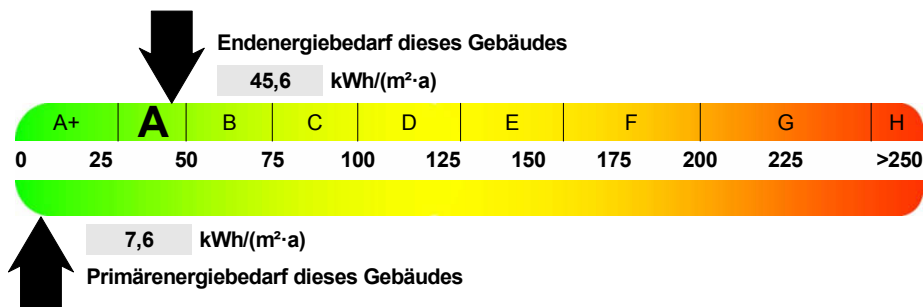 Endenergiebedarf dieses Gebäudes
45,6 kWh/(m²·a)
A+ A B C D E F G H
0 25 50 75 100 125 150 175 200 225 >250
7,6 kWh/(m²·a)
Primärenergiebedarf dieses Gebäudes